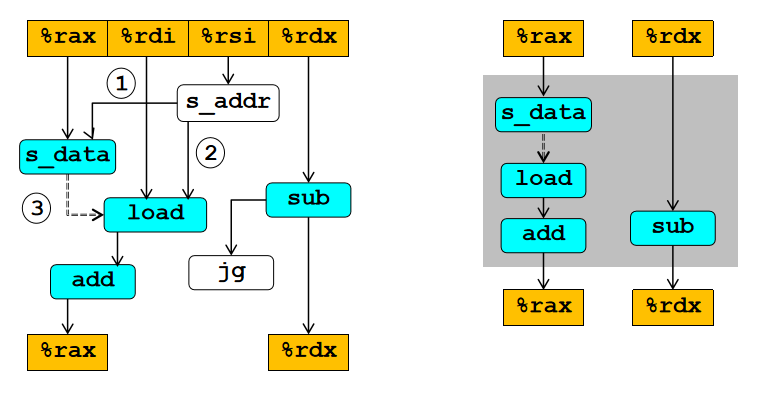 %rax %rdi %rsi %rdx
1
s_addr
s_data
2
3
load
sub
add
jg
%rax %rdx
%rax %rdx
s_data
load
add
sub
%rax %rdx